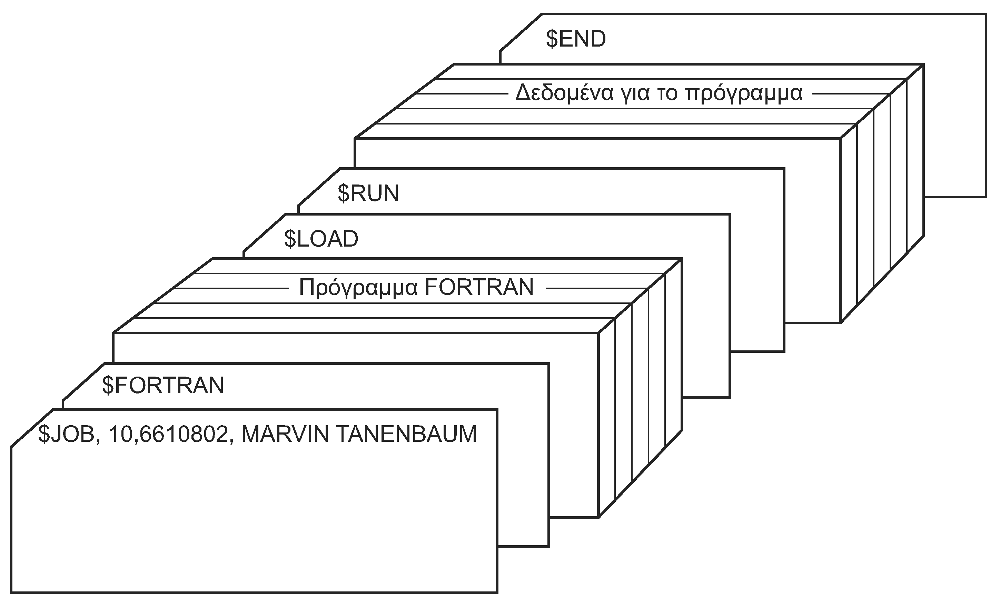 $END
Δεδομένα για το πρόγραμμα
$RUN
$LOAD
Πρόγραμμα FORTRAN
$FORTRAN
$JOB, 10,6610802, MARVIN TANENBAUM